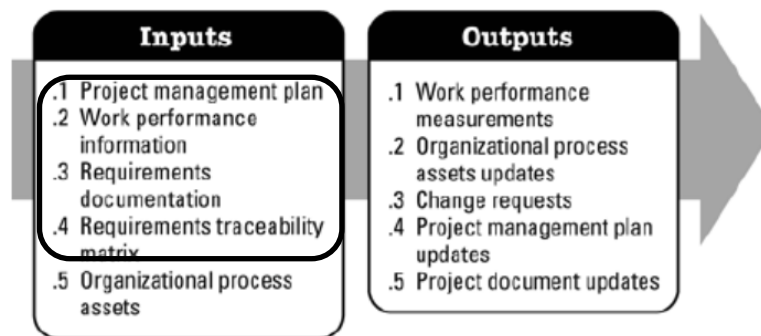 Inputs
.1 Project management plan
.2 Work performance
information
.3 Requirements
documentation
.4 Requirements traceability
matrix
.5 Organizational process
assets
Outputs
.1 Work performance
measurements
.2 Organizational process
assets updates
.3 Change requests
.4 Project management plan
updates
.5 Project document updates